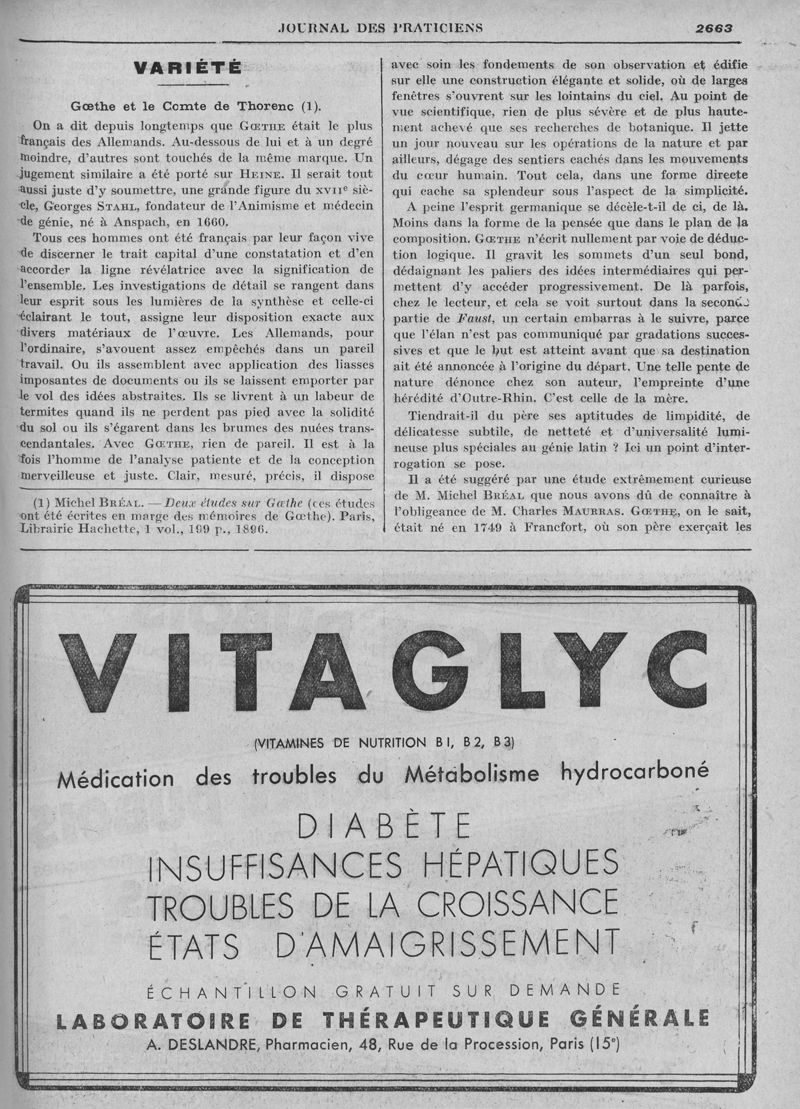 JOURNAL DES PRATICIENS
2663
VARIÉTÉ
Gœthe et le Comte de Thorenc (1).
On a dit depuis longtemps que GŒTHE était le plus
français des Allemands. Au-dessous de lui et à un degré
moindre, d'autres sont touchés de la même marque. Un
jugement similaire a été porté sur HEINE. Il serait tout
aussi juste d'y soumettre, une grande figure du XVIIe siè-
cle, Georges STAHL, fondateur de l'Animisme et médecin
de génie, né à Anspach, en 1660.
Tous ces hommes ont été français par leur façon vive
de discerner le trait capital d'une constatation et d'en
accorder la ligne révélatrice avec la signification de
l'ensemble. Les investigations de détail se rangent dans
leur esprit sous les lumières de la synthèse et celle-ci
éclairant le tout, assigne leur disposition exacte aux
divers matériaux de l'œuvre. Les Allemands, pour
l'ordinaire, s'avouent assez empêchés dans un pareil
travail. Ou ils assemblent avec application des liasses
imposantes de documents ou ils se laissent emporter par
le vol des idées abstraites. Ils se livrent à un labeur de
termites quand ils ne perdent pas pied avec la solidité
du sol ou ils s'égarent dans les brumes des nuées trans-
cendantales. Avec GŒTHE, rien de pareil. Il est à la
fois l'homme de l'analyse patiente et de la conception
merveilleuse et juste. Clair, mesuré, précis, il dispose
(1) Michel BRÉAL. — Deux études sur Gœthe (ces études
ont été écrites en marge des mémoires de Gœthe). Paris,
Librairie Hachette, 1 vol., 199 p., 1896.
avec soin les fondements de son observation et édifie
sur elle une construction élégante et solide, où de larges
fenêtres s'ouvrent sur les lointains du ciel. Au point de
vue scientifique, rien de plus sévère et de plus haute-
ment achevé que ses recherches de botanique. Il jette
un jour nouveau sur les opérations de la nature et par
ailleurs, dégage des sentiers cachés dans les mouvements
du cœur humain. Tout cela, dans une forme directe
qui cache sa splendeur sous l'aspect de la simplicité.
A peine l'esprit germanique se décèle-t-il de ci, de là.
Moins dans la forme de la pensée que dans le plan de la
composition. GŒTHE n'écrit nullement par voie de déduc-
tion logique. Il gravit les sommets d'un seul bond,
dédaignant les paliers des idées intermédiaires qui per-
mettent d'y accéder progressivement. De là parfois,
chez le lecteur, et cela se voit surtout dans la seconde
partie de Faust, un certain embarras à le suivre, parce
que l'élan n'est pas communiqué par gradations succes-
sives et que le but est atteint avant que sa destination
ait été annoncée à l'origine du départ. Une telle pente de
nature dénonce chez son auteur, l'empreinte d'une
hérédité d'Outre-Rhin. C'est celle de la mère.
Tiendrait-il du père ses aptitudes de limpidité, de
délicatesse subtile, de netteté et d'universalité lumi-
neuse plus spéciales au génie latin ? Ici un point d'inter-
rogation se pose.
Il a été suggéré par une étude extrêmement curieuse
de M. Michel BRÉAL que nous avons dû de connaître à
l'obligeance de M. Charles MAURRAS. GŒTHE, on le sait,
était né en 1749 à Francfort, où son père exerçait les
VITAGLYC
(VITAMINES DE NUTRITION B1, B2, B3)
Médication des troubles du Métabolisme hydrocarboné
DIABÈTE
INSUFFISANCES HÉPATIQUES
TROUBLES DE LA CROISSANCE
ÉTATS D'AMAIGRISSEMENT
ÉCHANTILLON GRATUIT SUR DEMANDE
LABORATOIRE DE THÉRAPEUTIQUE GÉNÉRALE
A. DESLANDRE, Pharmacien, 48, Rue de la Procession, Paris (15e)